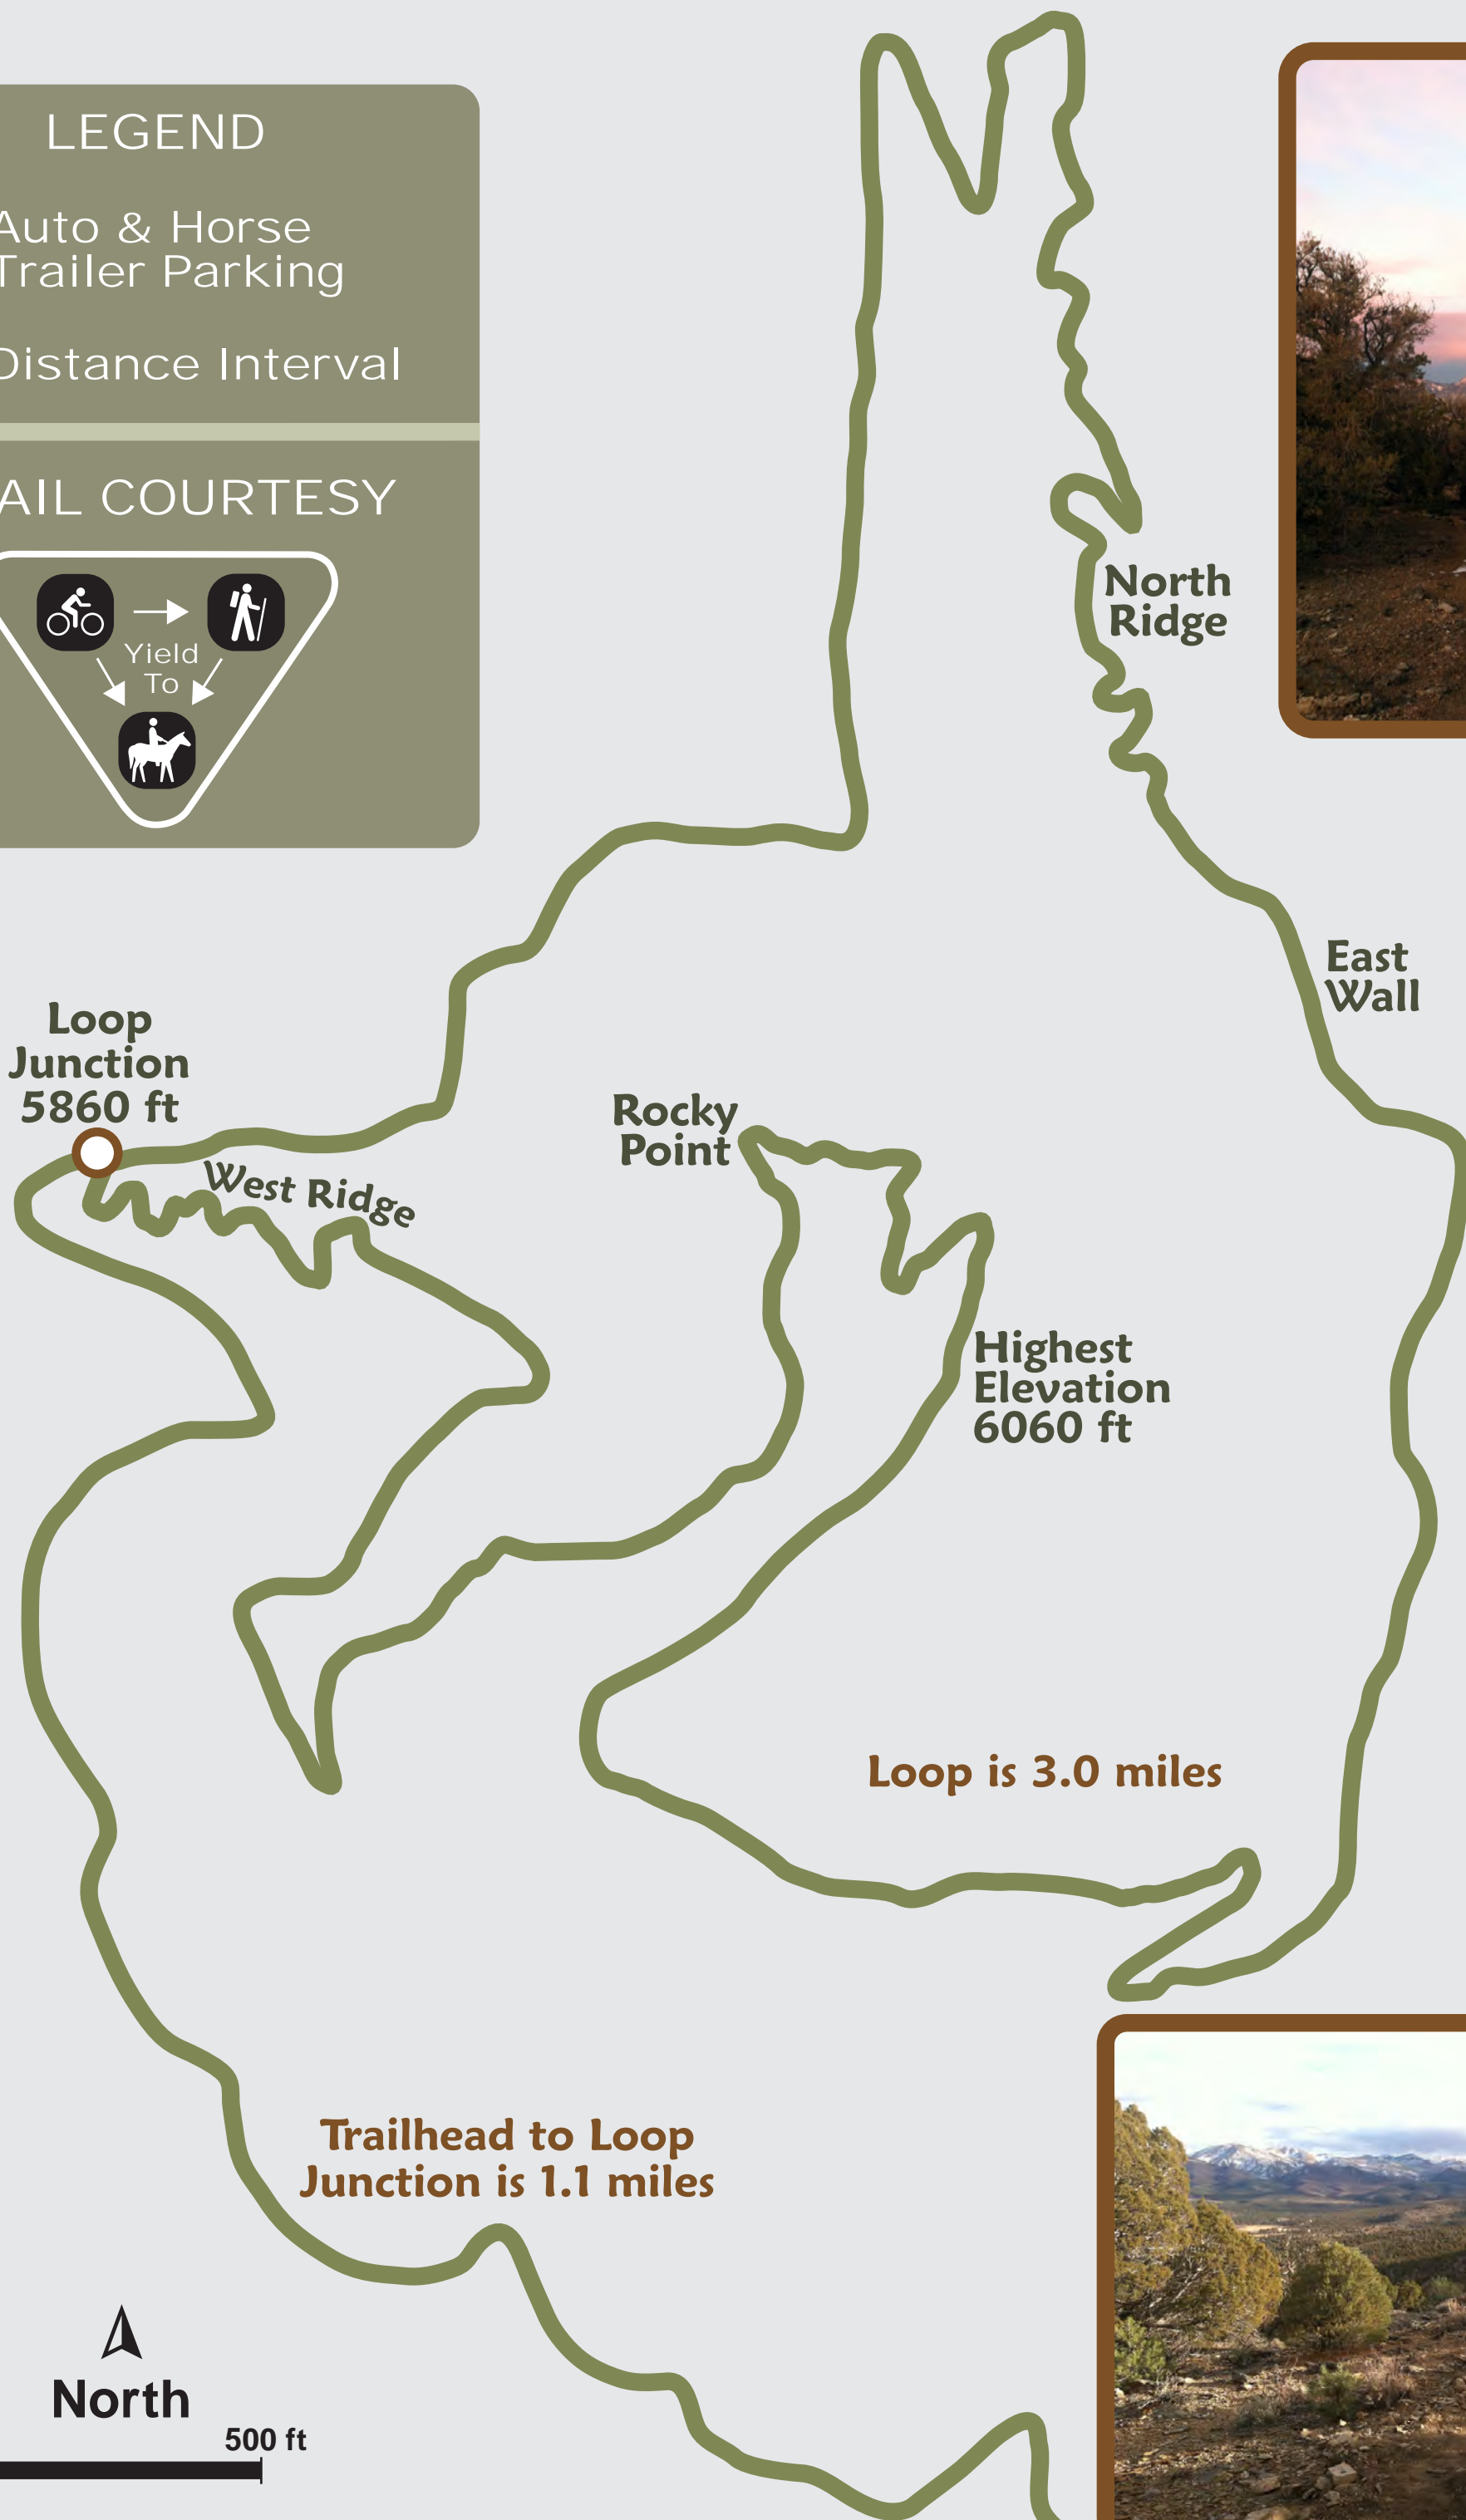 LEGEND
Auto & Horse
Trailer Parking
Distance Interval
AIL COURTESY
Yield
To
North
Ridge
East
Wall
Loop
Junction
5860 ft
West Ridge
Rocky
Point
Highest
Elevation
6060 ft
Loop is 3.0 miles
Trailhead to Loop
Junction is 1.1 miles
North
500 ft